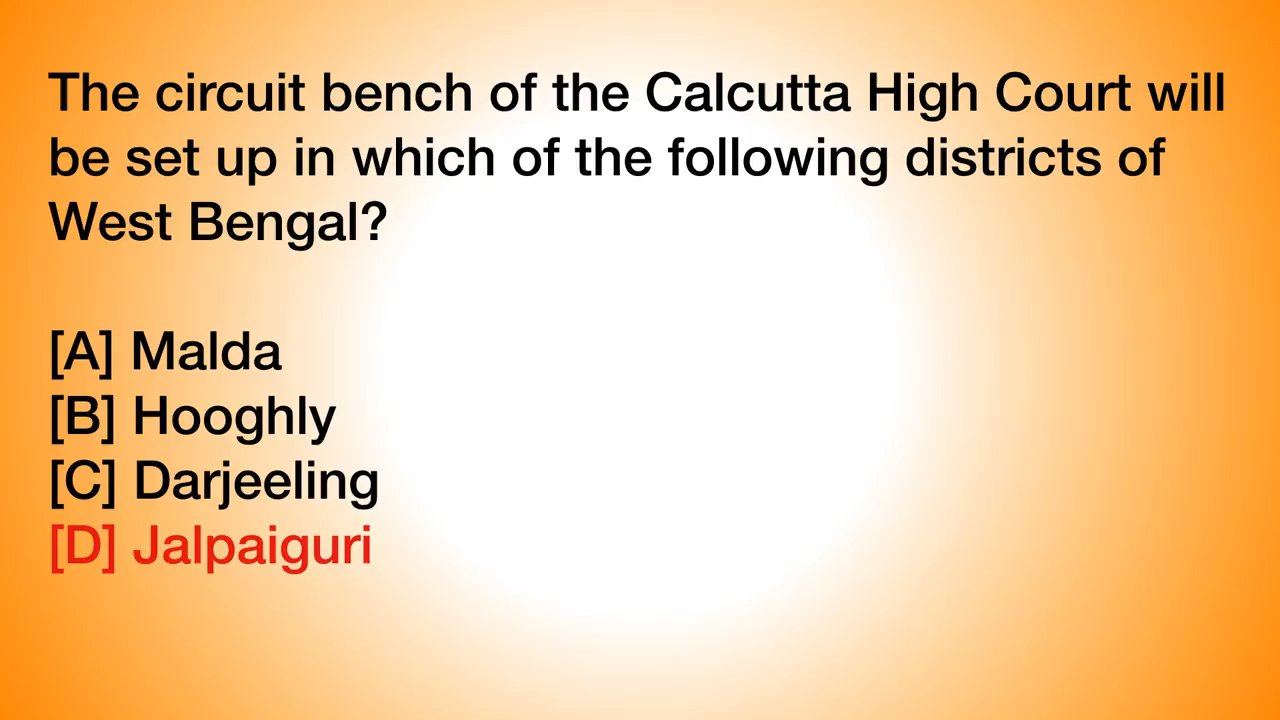 The circuit bench of the Calcutta High Court will
be set up in which of the following districts of
West Bengal?
[A] Malda
[B] Hooghly
[C] Darjeeling
[D] Jalpaiguri